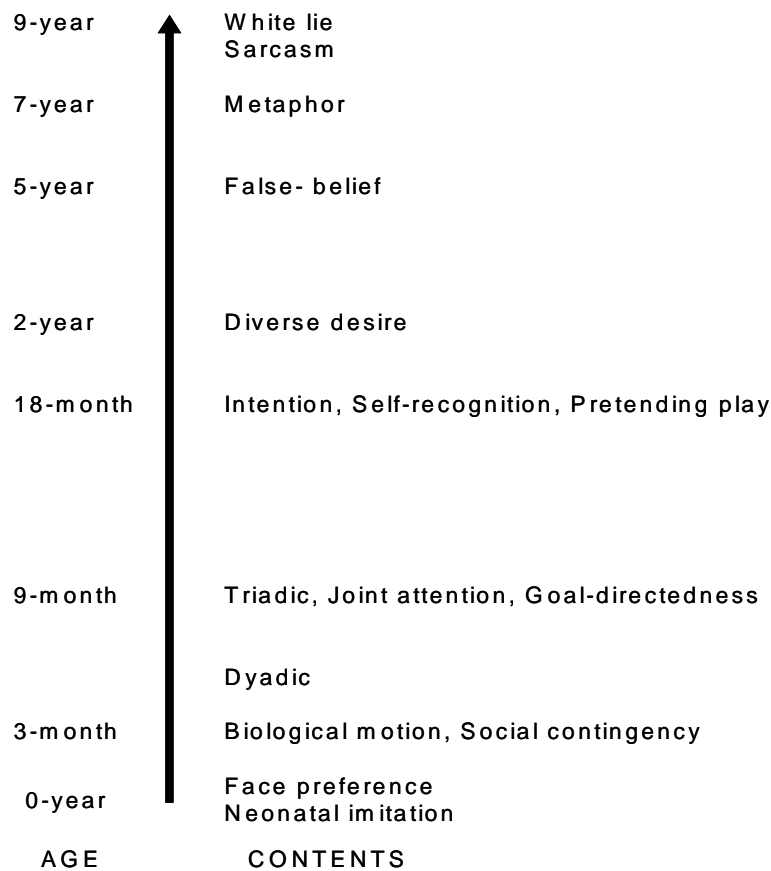 9-year White lie
Sarcasm
7-year Metaphor
5-year False- belief
2-year Diverse desire
18-month Intention, Self-recognition, Pretending play
9-month Triadic, Joint attention, Goal-directedness
Dyadic
3-month Biological motion, Social contingency
0-year Face preference
Neonatal imitation
AGE CONTENTS